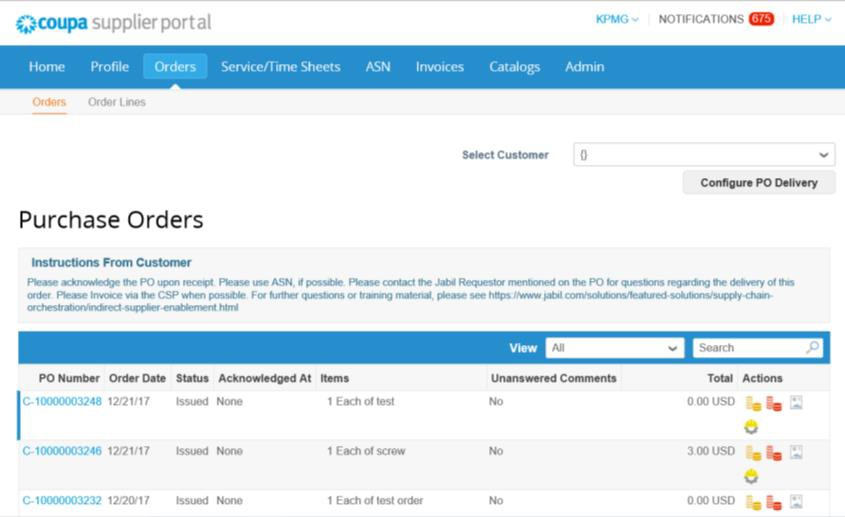 coupa supplier portal
KPMG NOTIFICATIONS 675 HELP
Home Profile Orders Service/Time Sheets ASN Invoices Catalogs Admin
Orders Order Lines
Select Customer {}
Configure PO Delivery
Purchase Orders
Instructions From Customer
Please acknowledge the PO upon receipt. Please use ASN, if possible. Please contact the Jabil Requestor mentioned on the PO for questions regarding the delivery of this
order. Please Invoice via the CSP when possible. For further questions or training material, please see https://www.jabil.com/solutions/featured-solutions/supply-chain-
orchestration/indirect-supplier-enablement.html
View All Search
PO Number Order Date Status Acknowledged At Items Unanswered Comments Total Actions
C-10000003248 12/21/17 Issued None 1 Each of test No 0.00 USD
C-10000003246 12/21/17 Issued None 1 Each of screw No 3.00 USD
C-10000003232 12/20/17 Issued None 1 Each of test order No 0.00 USD